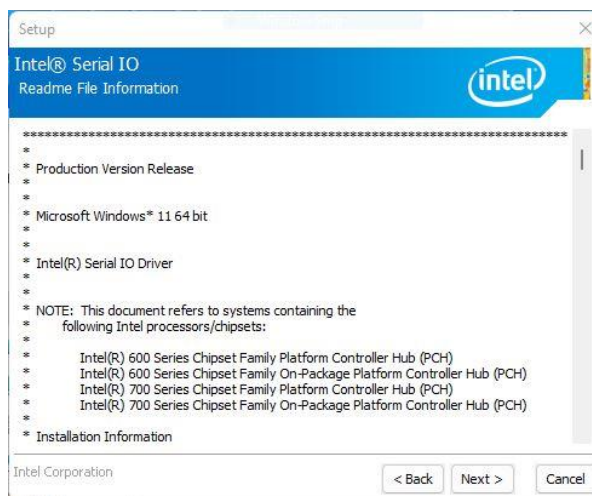 Setup
Intel® Serial IO
Readme File Information
intel
******************************************************************************
*
* Production Version Release
*
*
* Microsoft Windows* 11 64 bit
*
*
* Intel(R) Serial IO Driver
*
*
* NOTE: This document refers to systems containing the
* following Intel processors/chipsets:
*
* Intel(R) 600 Series Chipset Family Platform Controller Hub (PCH)
* Intel(R) 600 Series Chipset Family On-Package Platform Controller Hub (PCH)
* Intel(R) 700 Series Chipset Family Platform Controller Hub (PCH)
* Intel(R) 700 Series Chipset Family On-Package Platform Controller Hub (PCH)
*
* Installation Information
Intel Corporation
< Back Next > Cancel